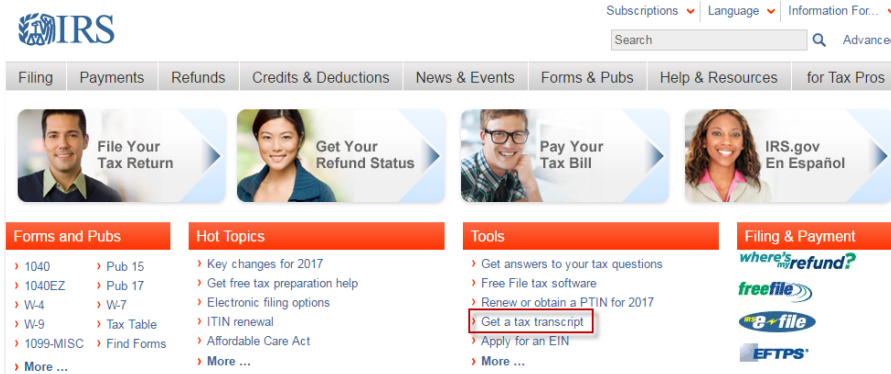 Subscriptions Language Information For...
IRS
Search Advanced
Filing Payments Refunds Credits & Deductions News & Events Forms & Pubs Help & Resources for Tax Pros
File Your
Tax Return
Get Your
Refund Status
Pay Your
Tax Bill
IRS.gov
En Español
Forms and Pubs
1040
1040EZ
W-4
W-9
1099-MISC
More ...
Pub 15
Pub 17
W-7
Tax Table
Find Forms
Hot Topics
Key changes for 2017
Get free tax preparation help
Electronic filing options
ITIN renewal
Affordable Care Act
More ...
Tools
Get answers to your tax questions
Free File tax software
Renew or obtain a PTIN for 2017
Get a tax transcript
Apply for an EIN
More ...
Filing & Payment
where's my refund?
freefile
IRS e-file
EFTPS